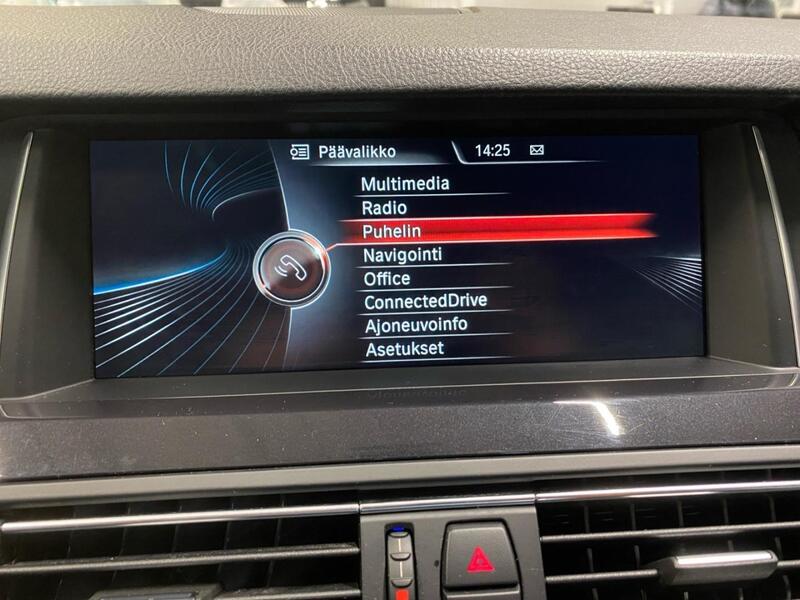 Päävalikko 14:25
Multimedia
Radio
Puhelin
Navigointi
Office
ConnectedDrive
Ajoneuvoinfo
Asetukset